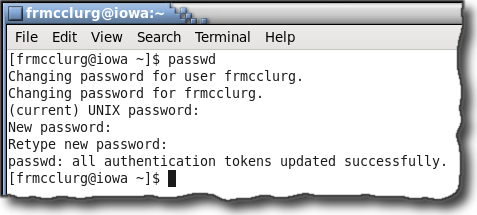 frmcclurg@iowa:~
File Edit View Search Terminal Help
[frmcclurg@iowa ~]$ passwd
Changing password for user frmcclurg.
Changing password for frmcclurg.
(current) UNIX password:
New password:
Retype new password:
passwd: all authentication tokens updated successfully.
[frmcclurg@iowa ~]$